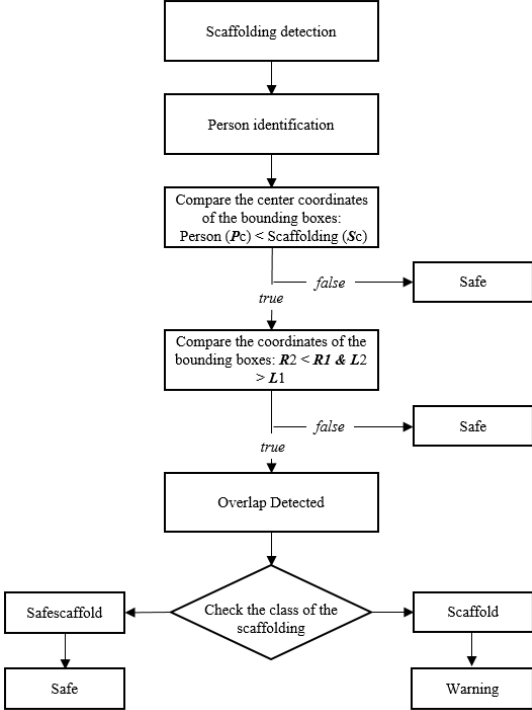 Scaffolding detection
Person identification
Compare the center coordinates
of the bounding boxes:
Person (Pc) < Scaffolding (Sc)
false
Safe
true
Compare the coordinates of the
bounding boxes: R2 < R1 & L2
> L1
false
Safe
true
Overlap Detected
Safescaffold
Check the class of the
scaffolding
Scaffold
Safe
Warning